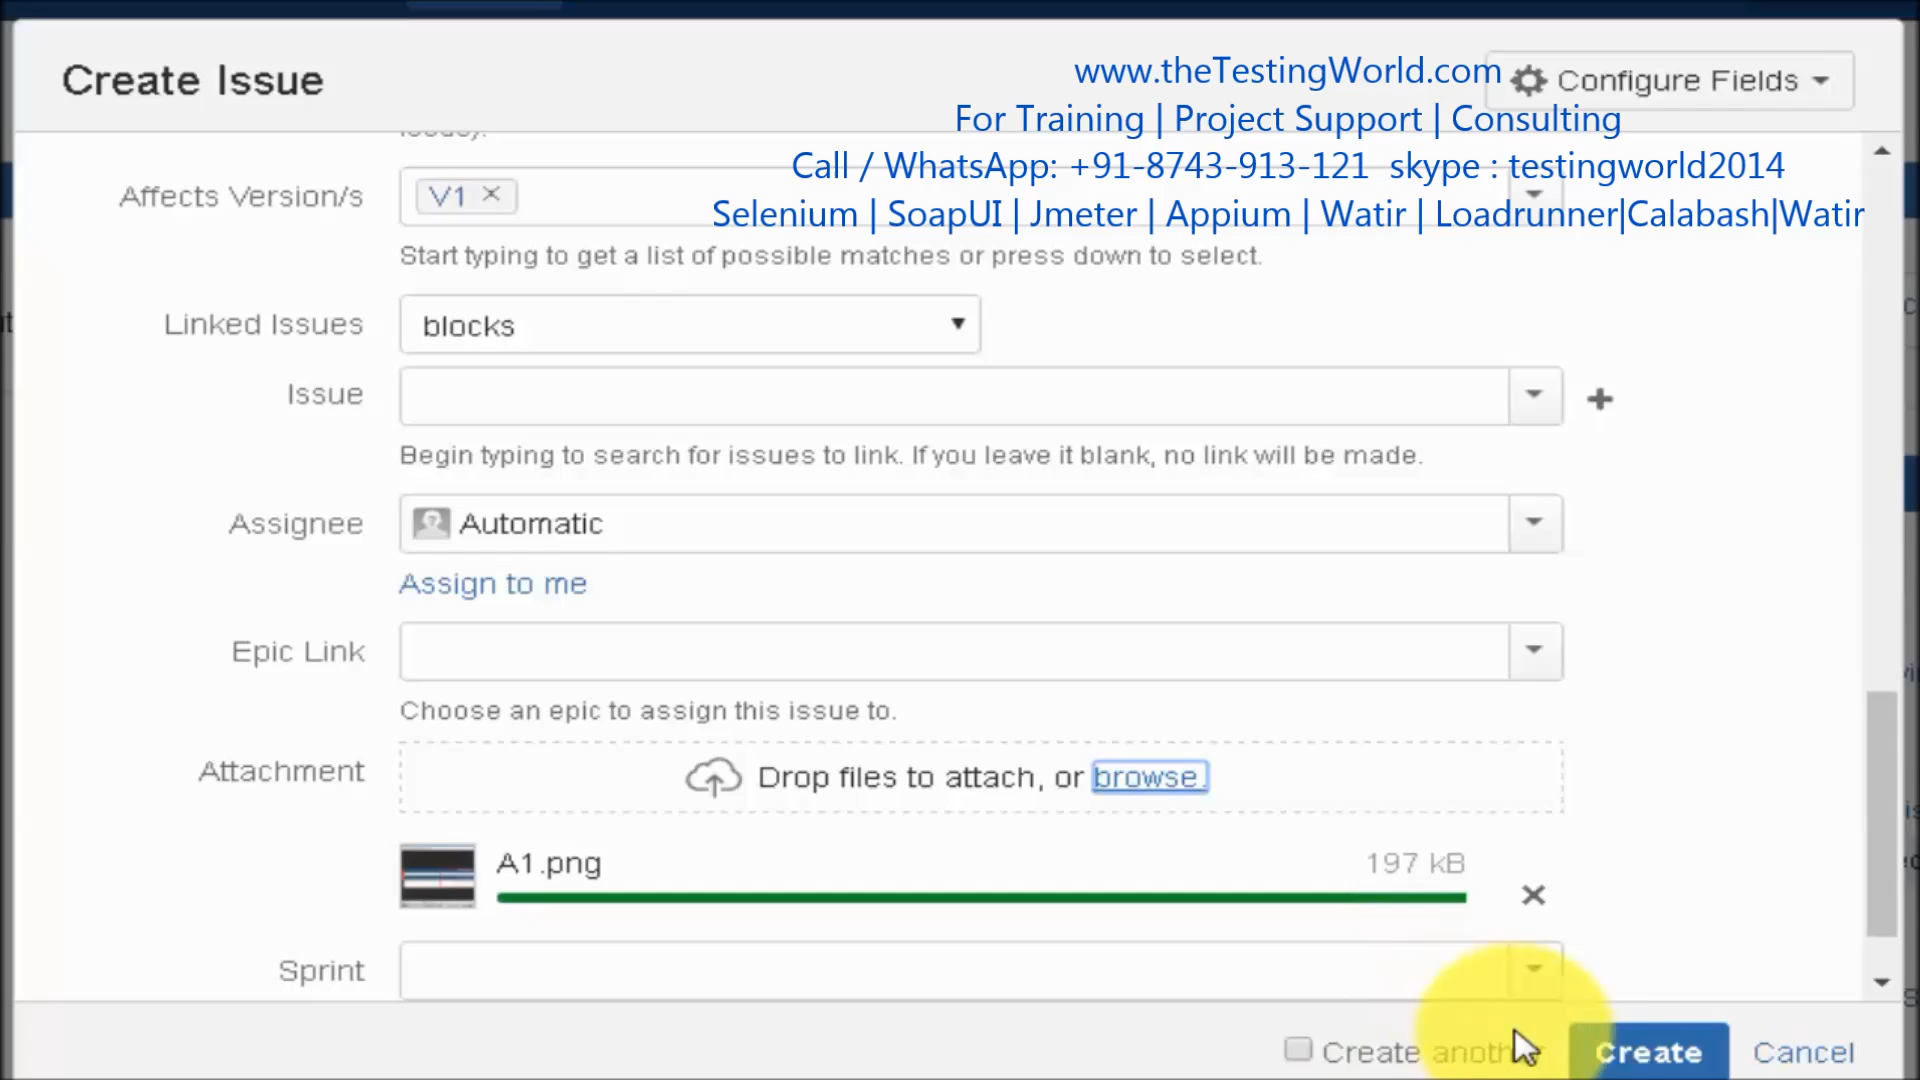 www.theTestingWorld.com
Create Issue
Configure Fields
For Training | Project Support | Consulting
Call / WhatsApp: +91-8743-913-121 skype : testingworld2014
Affects Version/s
V1
Selenium | SoapUI | Jmeter | Appium | Watir | Loadrunner|Calabash|Watir
Start typing to get a list of possible matches or press down to select.
Linked Issues
blocks
Issue
Begin typing to search for issues to link. If you leave it blank, no link will be made.
Assignee
Automatic
Assign to me
Epic Link
Choose an epic to assign this issue to.
Attachment
Drop files to attach, or browse.
A1.png
197 kB
Sprint
Create
Create
Cancel